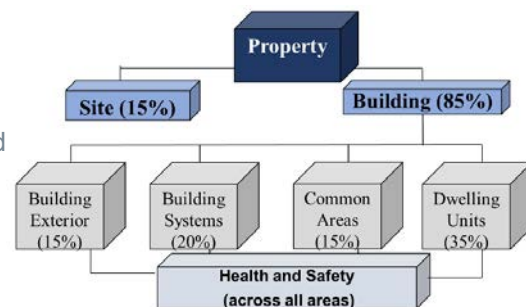 Property
Site (15%)
Building (85%)
d
Building
Exterior
(15%)
Building
Systems
(20%)
Common
Areas
(15%)
Dwelling
Units
(35%)
Health and Safety
(across all areas)